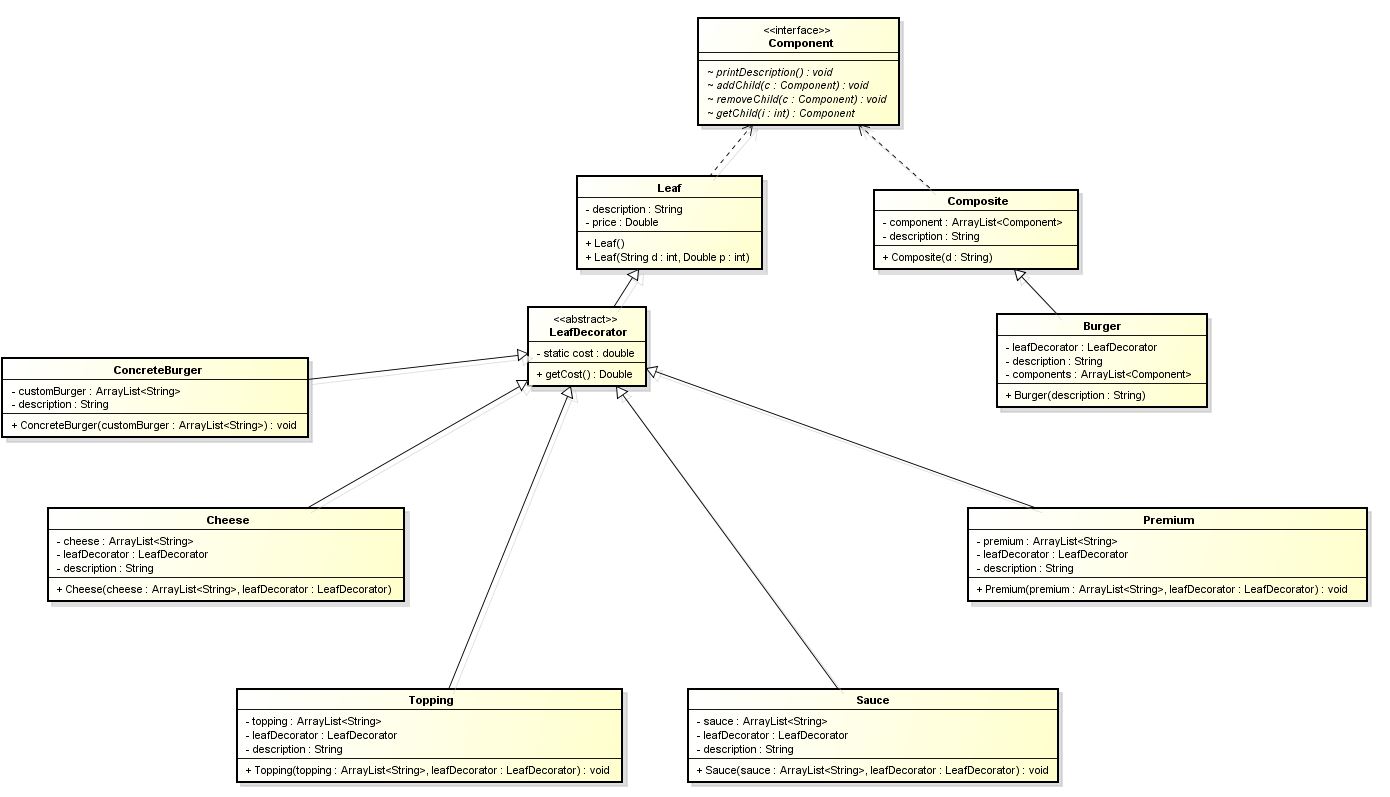 <<interface>>
Component
~ printDescription() : void
~ addChild(c : Component) : void
~ removeChild(c : Component) : void
~ getChild(i : int) : Component
Leaf
- description : String
- price : Double
+ Leaf()
+ Leaf(String d : int, Double p : int)
Composite
- component : ArrayList<Component>
- description : String
+ Composite(d : String)
<<abstract>>
LeafDecorator
- static cost : double
+ getCost() : Double
Burger
- leafDecorator : LeafDecorator
- description : String
- components : ArrayList<Component>
+ Burger(description : String)
ConcreteBurger
- customBurger : ArrayList<String>
- description : String
+ ConcreteBurger(customBurger : ArrayList<String>) : void
Cheese
- cheese : ArrayList<String>
- leafDecorator : LeafDecorator
- description : String
+ Cheese(cheese : ArrayList<String>, leafDecorator : LeafDecorator)
Premium
- premium : ArrayList<String>
- leafDecorator : LeafDecorator
- description : String
+ Premium(premium : ArrayList<String>, leafDecorator : LeafDecorator) : void
Topping
- topping : ArrayList<String>
- leafDecorator : LeafDecorator
- description : String
+ Topping(topping : ArrayList<String>, leafDecorator : LeafDecorator) : void
Sauce
- sauce : ArrayList<String>
- leafDecorator : LeafDecorator
- description : String
+ Sauce(sauce : ArrayList<String>, leafDecorator : LeafDecorator) : void